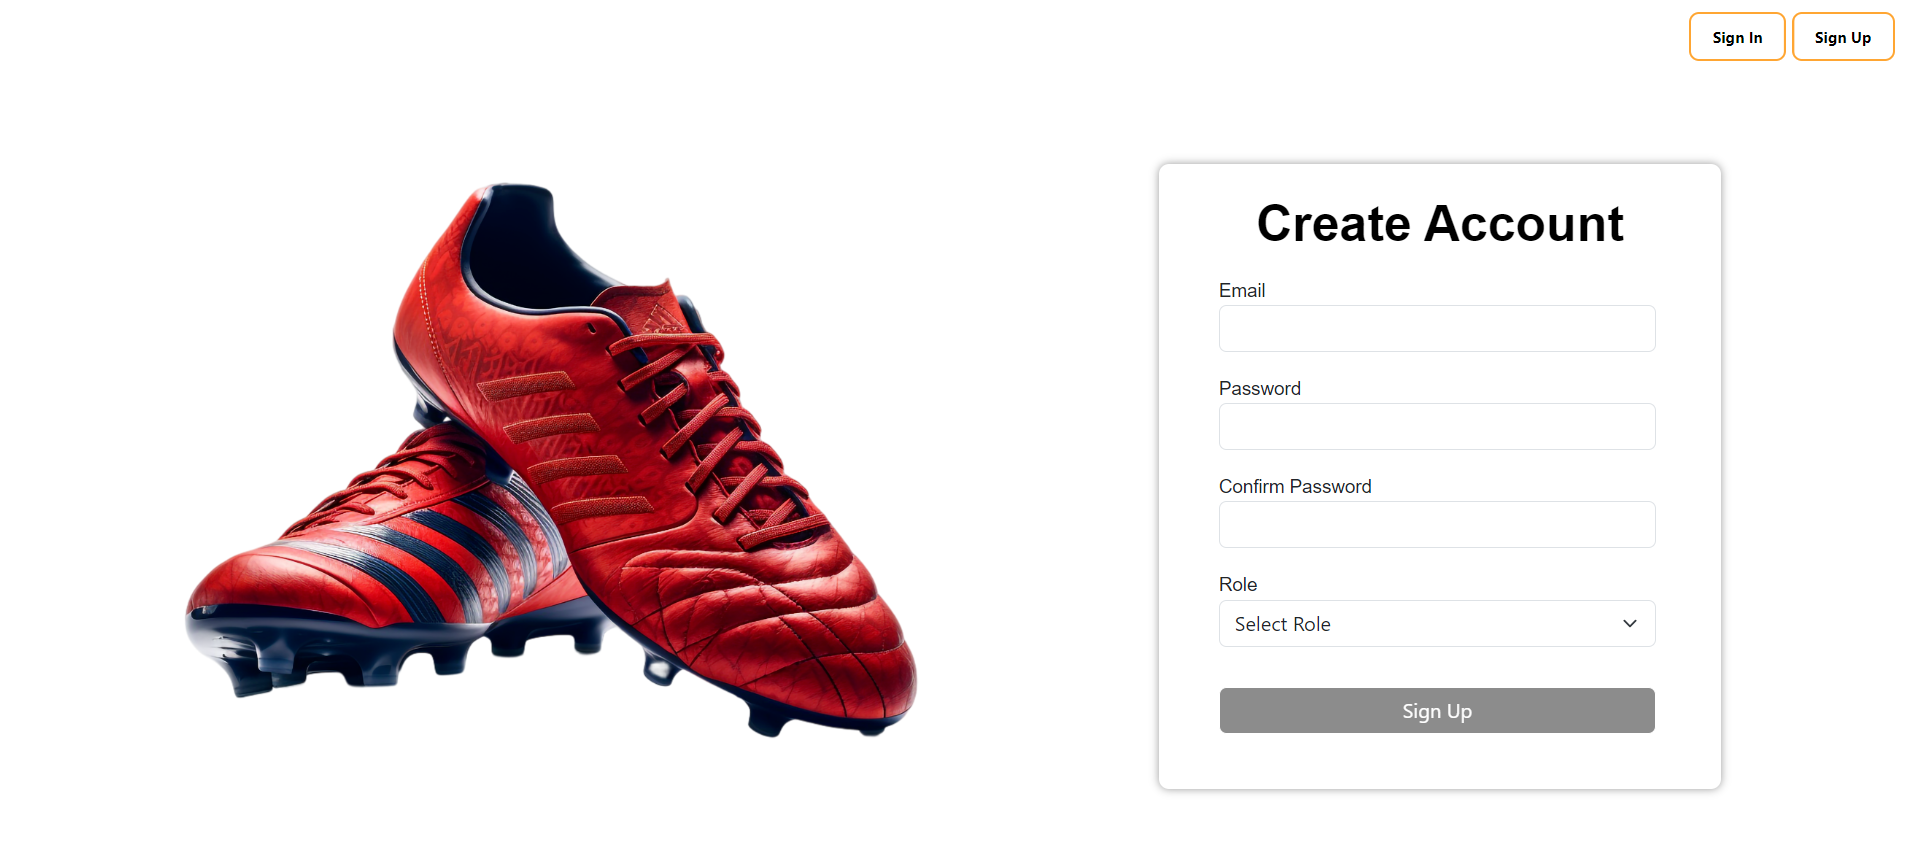 Sign In
Sign Up
Create Account
Email
Password
Confirm Password
Role
Select Role
Sign Up